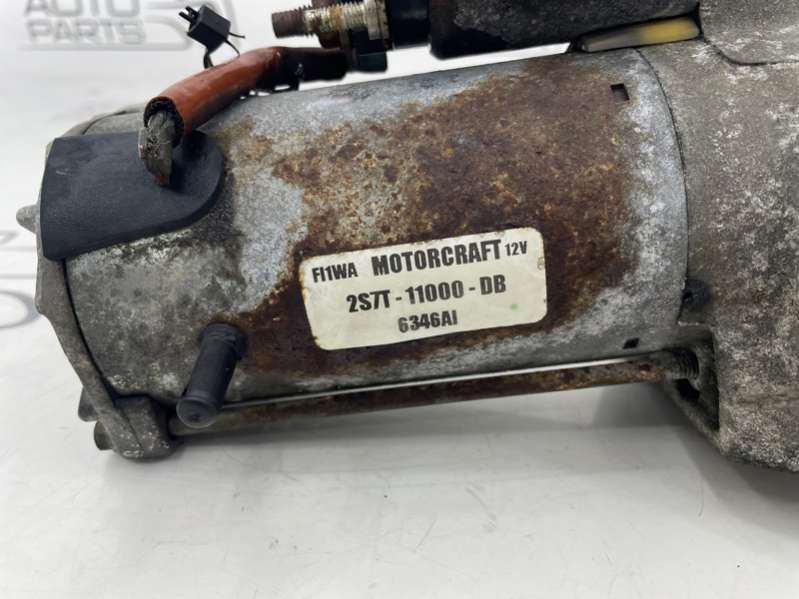 AUTO
PARTS
FI1WA MOTORCRAFT 12V
2S7T - 11000 - DB
6346AI